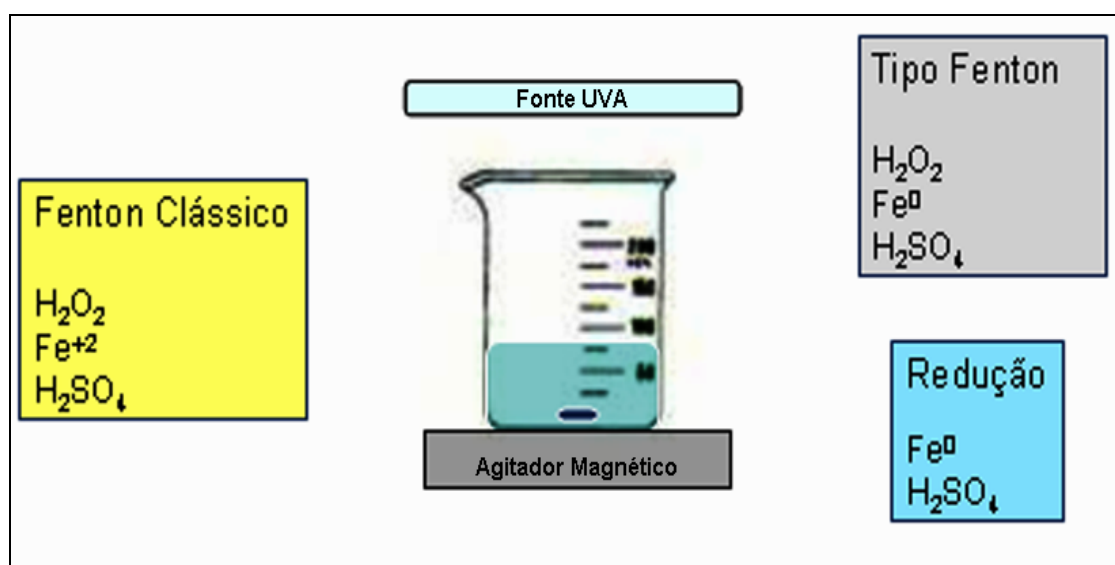 Fonte UVA
Fenton Clássico
H₂O₂
Fe⁺²
H₂SO₄
Agitador Magnético
Tipo Fenton
H₂O₂
Fe⁰
H₂SO₄
Redução
Fe⁰
H₂SO₄